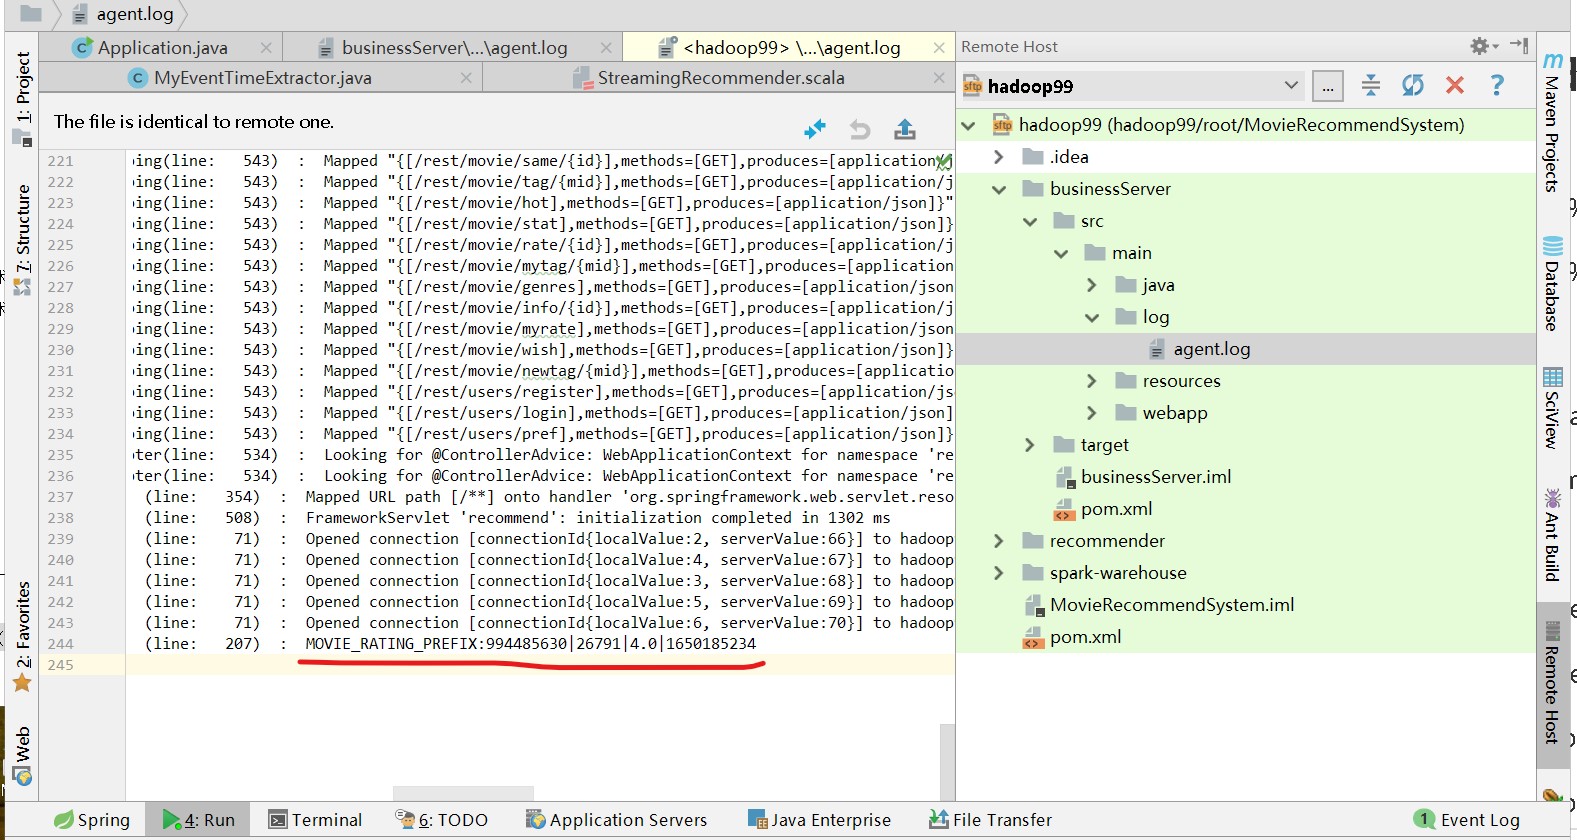 agent.log
Application.java
businessServer\...\agent.log
<hadoop99> \...\agent.log
MyEventTimeExtractor.java
StreamingRecommender.scala
The file is identical to remote one.
221 ing(line: 543) : Mapped "{[/rest/movie/same/{id}],methods=[GET],produces=[application/j
222 ing(line: 543) : Mapped "{[/rest/movie/tag/{mid}],methods=[GET],produces=[application/j
223 ing(line: 543) : Mapped "{[/rest/movie/hot],methods=[GET],produces=[application/json]}"
224 ing(line: 543) : Mapped "{[/rest/movie/stat],methods=[GET],produces=[application/json]}
225 ing(line: 543) : Mapped "{[/rest/movie/rate/{id}],methods=[GET],produces=[application/j
226 ing(line: 543) : Mapped "{[/rest/movie/mytag/{mid}],methods=[GET],produces=[application
227 ing(line: 543) : Mapped "{[/rest/movie/genres],methods=[GET],produces=[application/json
228 ing(line: 543) : Mapped "{[/rest/movie/info/{id}],methods=[GET],produces=[application/j
229 ing(line: 543) : Mapped "{[/rest/movie/myrate],methods=[GET],produces=[application/json
230 ing(line: 543) : Mapped "{[/rest/movie/wish],methods=[GET],produces=[application/json]}
231 ing(line: 543) : Mapped "{[/rest/movie/newtag/{mid}],methods=[GET],produces=[applicatio
232 ing(line: 543) : Mapped "{[/rest/users/register],methods=[GET],produces=[application/js
233 ing(line: 543) : Mapped "{[/rest/users/login],methods=[GET],produces=[application/json]
234 ing(line: 543) : Mapped "{[/rest/users/pref],methods=[GET],produces=[application/json]}
235 ter(line: 534) : Looking for @ControllerAdvice: WebApplicationContext for namespace 're
236 ter(line: 534) : Looking for @ControllerAdvice: WebApplicationContext for namespace 're
237 (line: 354) : Mapped URL path [/**] onto handler 'org.springframework.web.servlet.reso
238 (line: 508) : FrameworkServlet 'recommend': initialization completed in 1302 ms
239 (line: 71) : Opened connection [connectionId{localValue:2, serverValue:66}] to hadoop
240 (line: 71) : Opened connection [connectionId{localValue:4, serverValue:67}] to hadoop
241 (line: 71) : Opened connection [connectionId{localValue:3, serverValue:68}] to hadoop
242 (line: 71) : Opened connection [connectionId{localValue:5, serverValue:69}] to hadoop
243 (line: 71) : Opened connection [connectionId{localValue:6, serverValue:70}] to hadoop
244 (line: 207) : MOVIE_RATING_PREFIX:994485630|26791|4.0|1650185234
245
Remote Host
sftp hadoop99
...
?
sftp hadoop99 (hadoop99/root/MovieRecommendSystem)
.idea
businessServer
src
main
java
log
agent.log
resources
webapp
target
businessServer.iml
pom.xml
recommender
spark-warehouse
MovieRecommendSystem.iml
pom.xml
1: Project
7: Structure
2: Favorites
Web
m Maven Projects
Database
SciView
Ant Build
Remote Host
Spring
4: Run
Terminal
6: TODO
Application Servers
Java Enterprise
File Transfer
1 Event Log